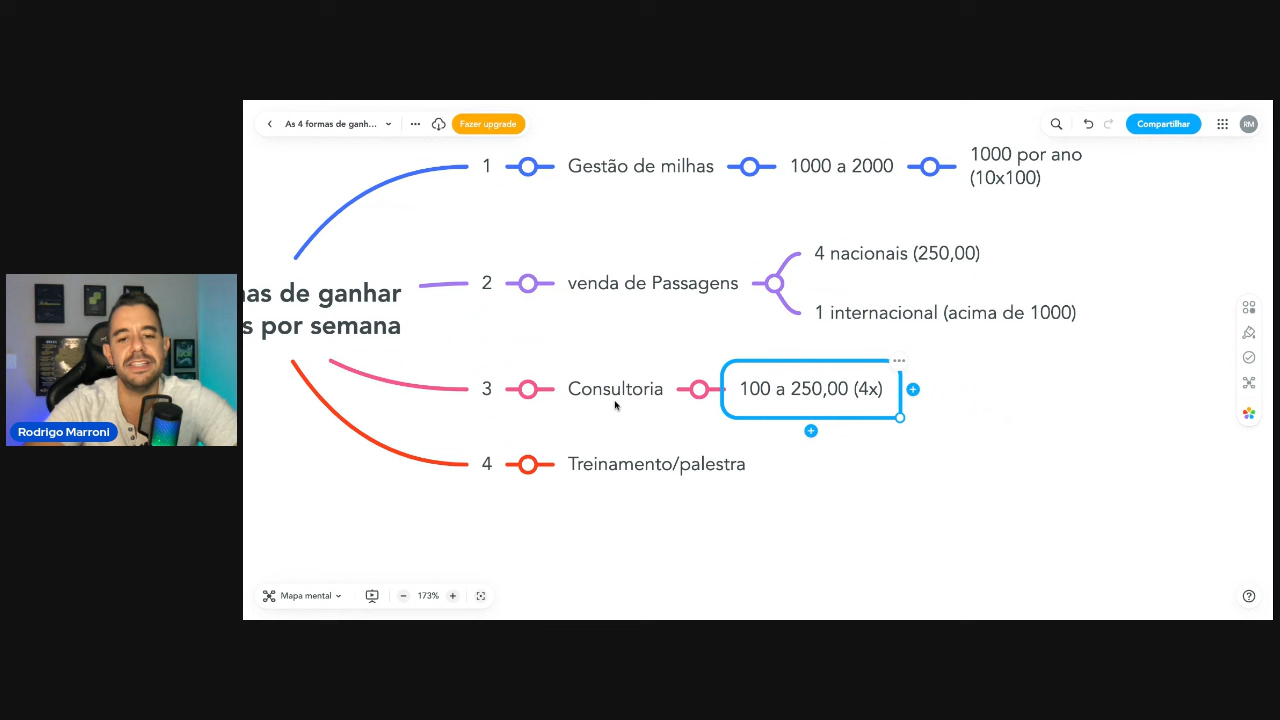 As 4 formas de ganh...
Fazer upgrade
Compartilhar
RM
1
Gestão de milhas
1000 a 2000
1000 por ano
(10x100)
2
venda de Passagens
4 nacionais (250,00)
1 internacional (acima de 1000)
nas de ganhar
s por semana
3
Consultoria
100 a 250,00 (4x)
4
Treinamento/palestra
Rodrigo Marroni
Mapa mental
173%